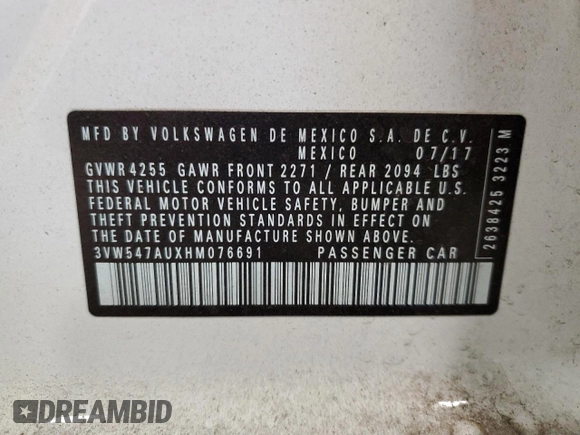 MFD BY VOLKSWAGEN DE MEXICO S.A. DE C.V.
MEXICO 07/17
GVWR 4255 GAWR FRONT 2271 / REAR 2094 LBS
THIS VEHICLE CONFORMS TO ALL APPLICABLE U.S.
FEDERAL MOTOR VEHICLE SAFETY, BUMPER AND
THEFT PREVENTION STANDARDS IN EFFECT ON
THE DATE OF MANUFACTURE SHOWN ABOVE.
3VW547AUXHM076691 PASSENGER CAR
2638425 3223 M
DREAMBID